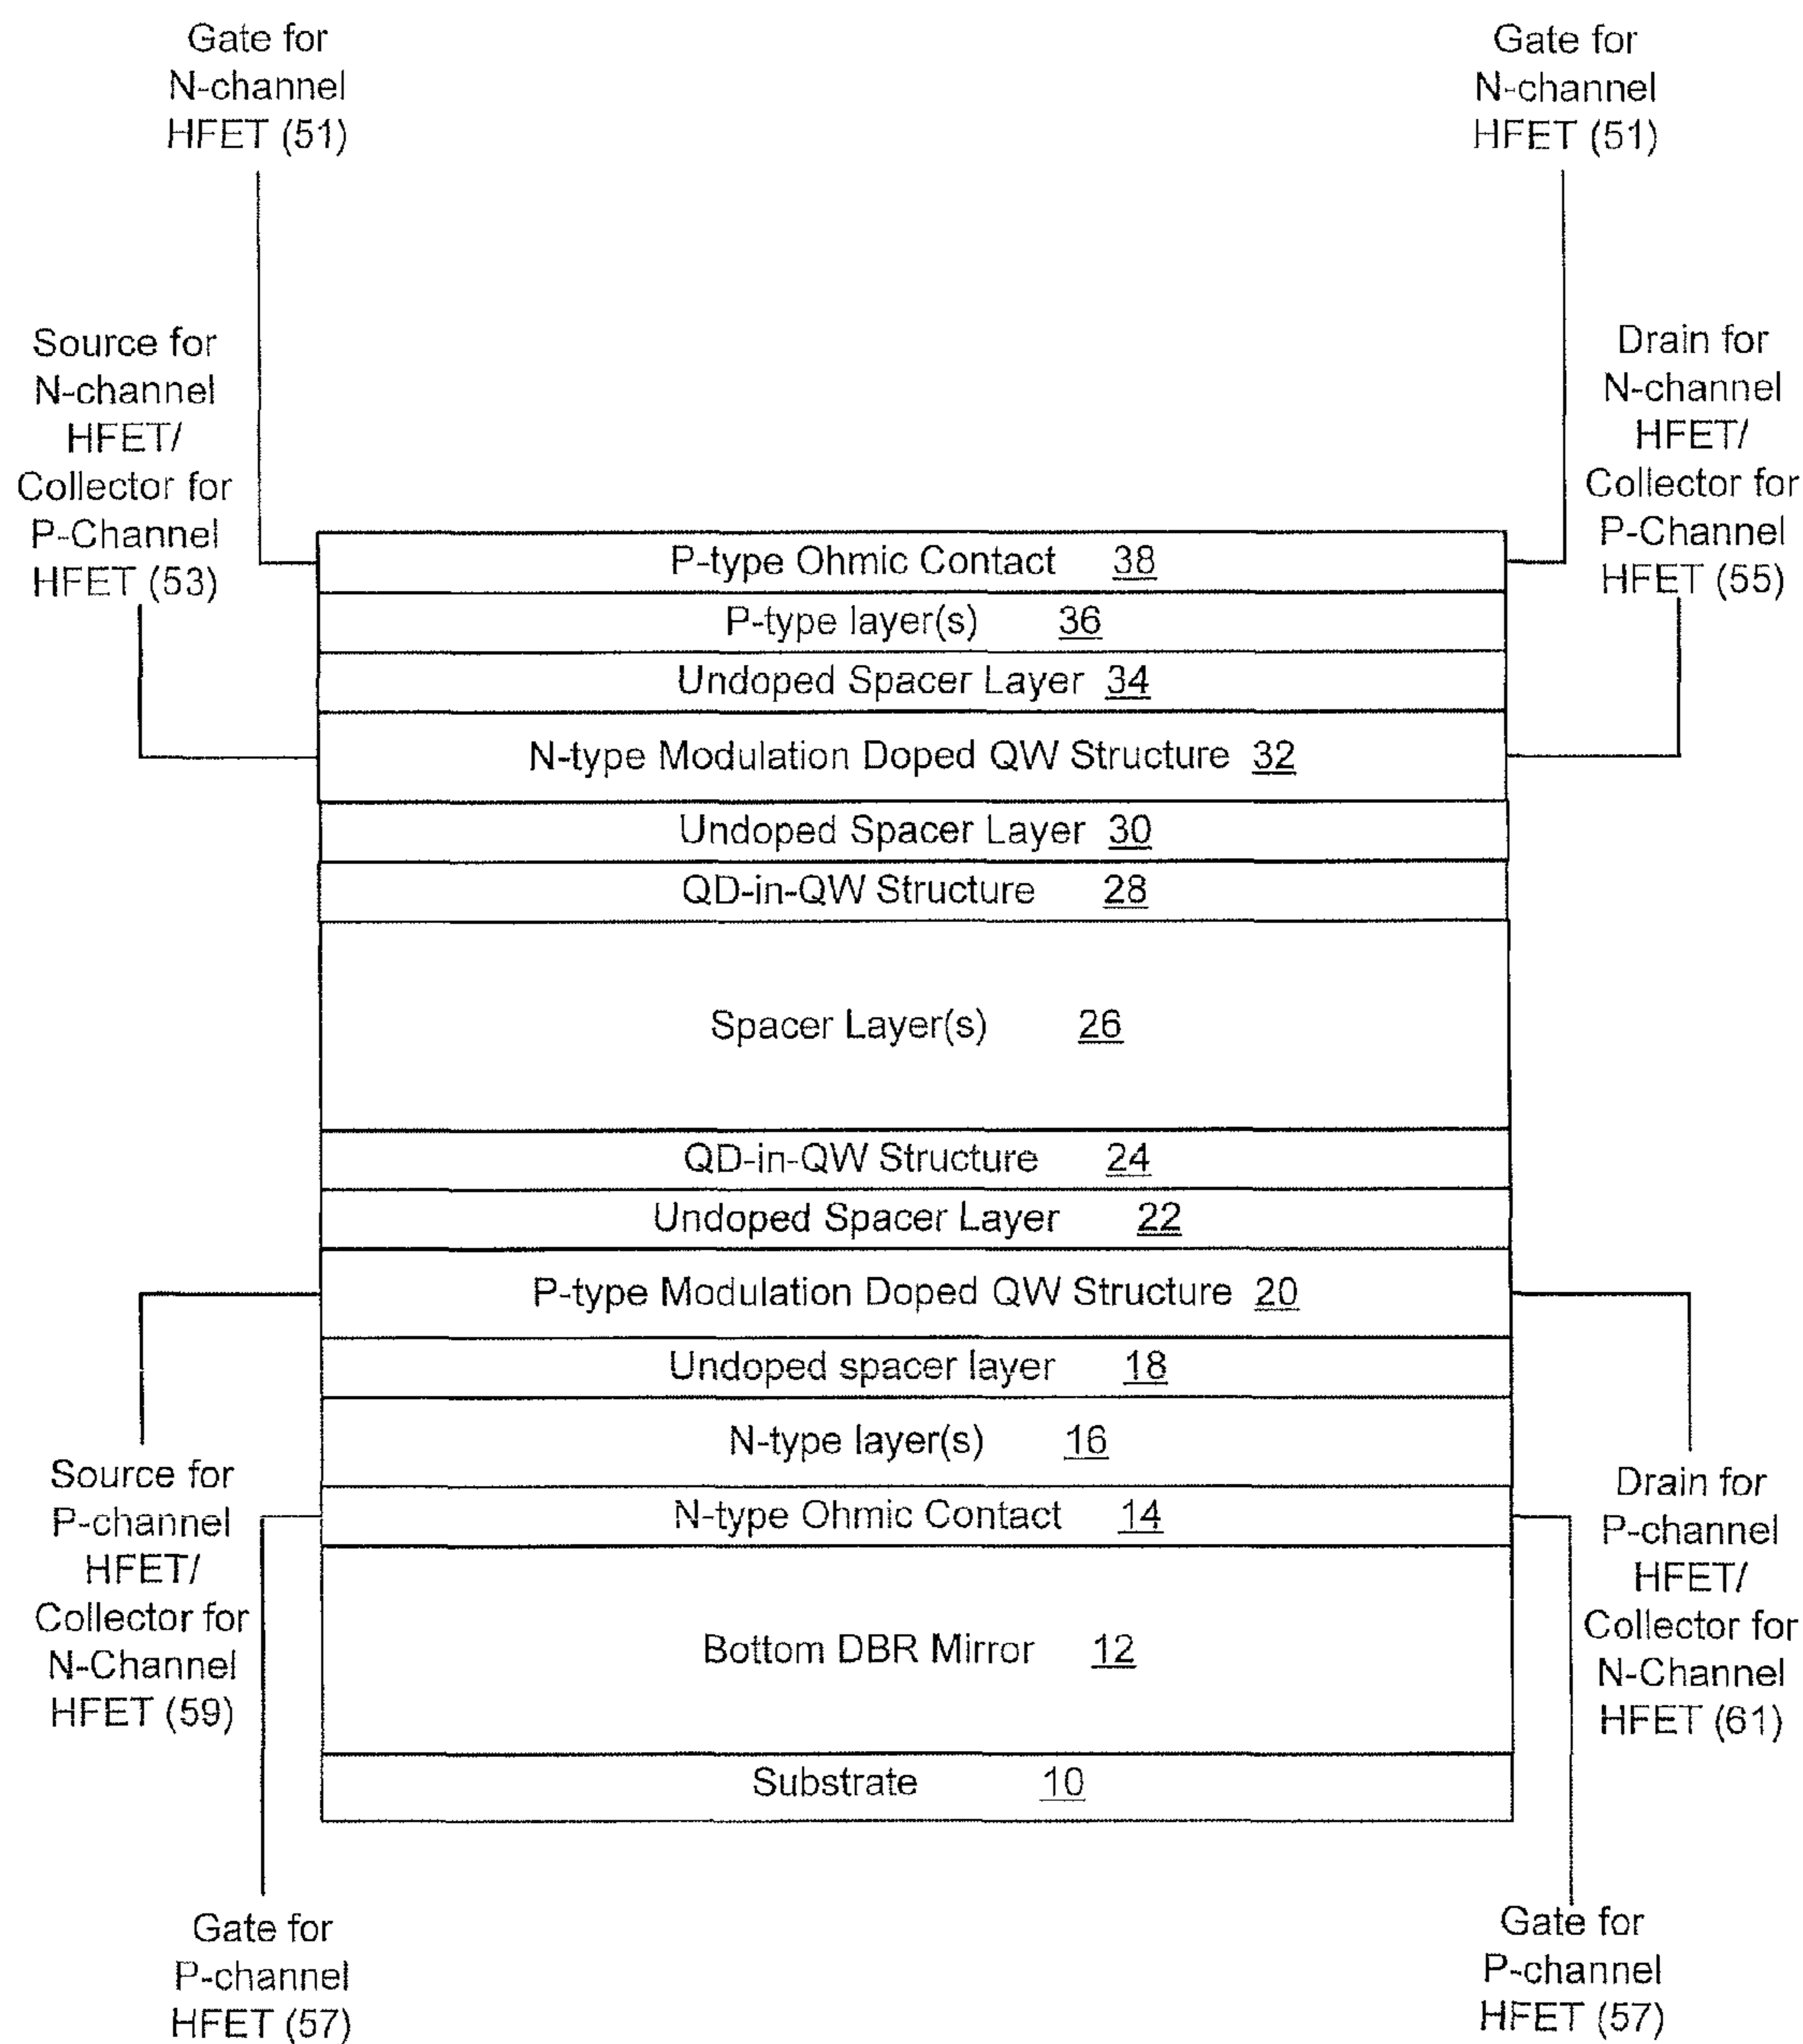 Gate for
N-channel
HFET (51)
Gate for
N-channel
HFET (51)
Source for
N-channel
HFET/
Collector for
P-Channel
HFET (53)
Drain for
N-channel
HFET/
Collector for
P-Channel
HFET (55)
P-type Ohmic Contact 38
P-type layer(s) 36
Undoped Spacer Layer 34
N-type Modulation Doped QW Structure 32
Undoped Spacer Layer 30
QD-in-QW Structure 28
Spacer Layer(s) 26
QD-in-QW Structure 24
Undoped Spacer Layer 22
P-type Modulation Doped QW Structure 20
Undoped spacer layer 18
N-type layer(s) 16
N-type Ohmic Contact 14
Bottom DBR Mirror 12
Substrate 10
Source for
P-channel
HFET/
Collector for
N-Channel
HFET (59)
Drain for
P-channel
HFET/
Collector for
N-Channel
HFET (61)
Gate for
P-channel
HFET (57)
Gate for
P-channel
HFET (57)